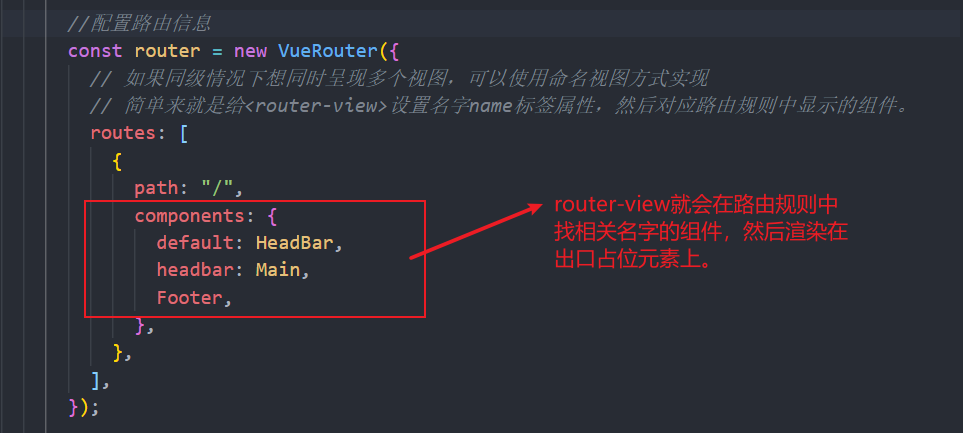 //配置路由信息
const router = new VueRouter({
// 如果同级情况下想同时呈现多个视图，可以使用命名视图方式实现
// 简单来就是给<router-view>设置名字name标签属性，然后对应路由规则中显示的组件。
routes: [
{
path: "/",
components: {
default: HeadBar,
headbar: Main,
Footer,
},
},
],
});
router-view就会在路由规则中
找相关名字的组件，然后渲染在
出口占位元素上。